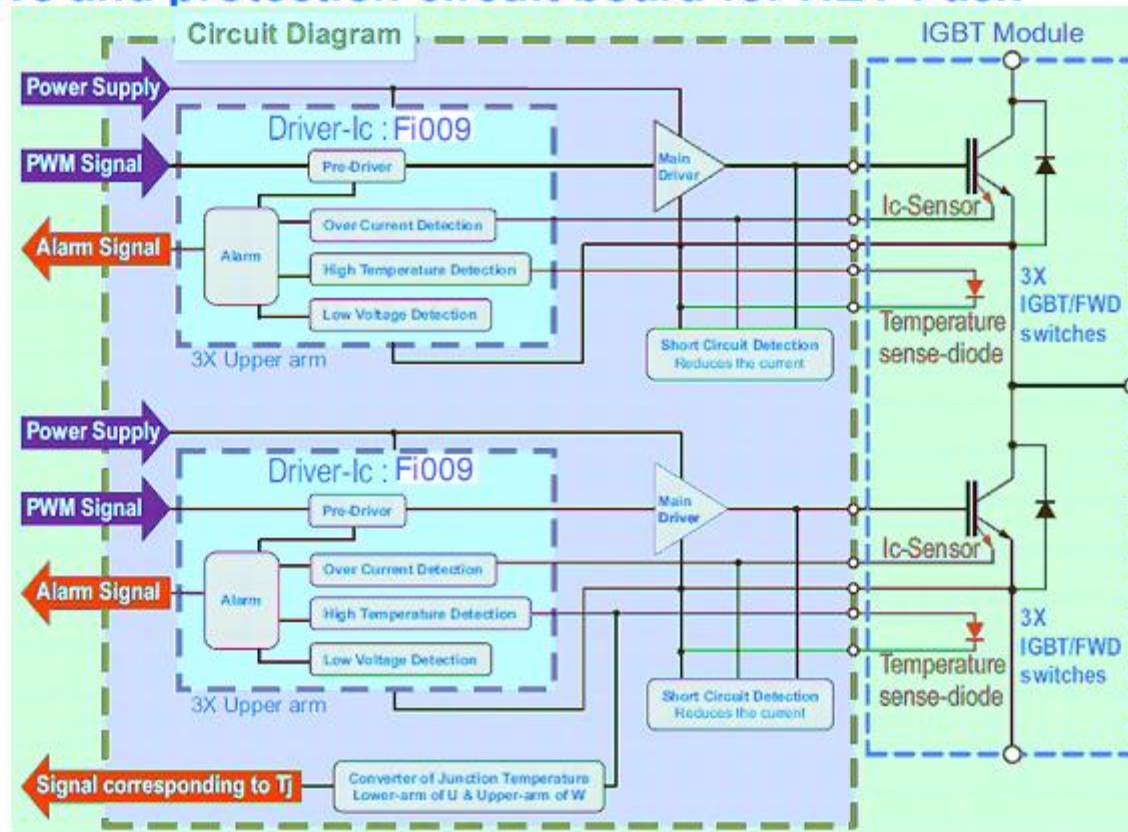 and protection circuit board for
Circuit Diagram
IGBT Module
Power Supply
Driver-Ic : Fi009
PWM Signal
Pre-Driver
Main
Driver
Ic-Sensor
Over Current Detection
Alarm Signal
Alarm
High Temperature Detection
3X
IGBT/FWD
switches
Low Voltage Detection
Temperature
sense-diode
Short Circuit Detection
Reduces the current
3X Upper arm
Power Supply
Driver-Ic : Fi009
PWM Signal
Pre-Driver
Main
Driver
Ic-Sensor
Over Current Detection
Alarm Signal
Alarm
High Temperature Detection
3X
IGBT/FWD
switches
Low Voltage Detection
Temperature
sense-diode
Short Circuit Detection
Reduces the current
3X Upper arm
Signal corresponding to Tj
Converter of Junction Temperature
Lower-arm of U & Upper-arm of W